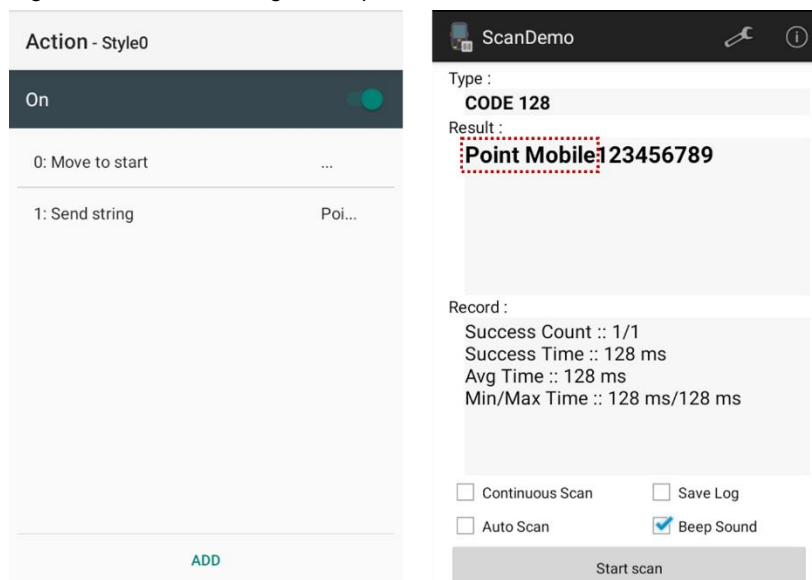 Action - Style0
On
0: Move to start ...
1: Send string Poi...
ADD
ScanDemo
Type :
CODE 128
Result :
Point Mobile123456789
Record :
Success Count :: 1/1
Success Time :: 128 ms
Avg Time :: 128 ms
Min/Max Time :: 128 ms/128 ms
Continuous Scan Save Log
Auto Scan Beep Sound
Start scan